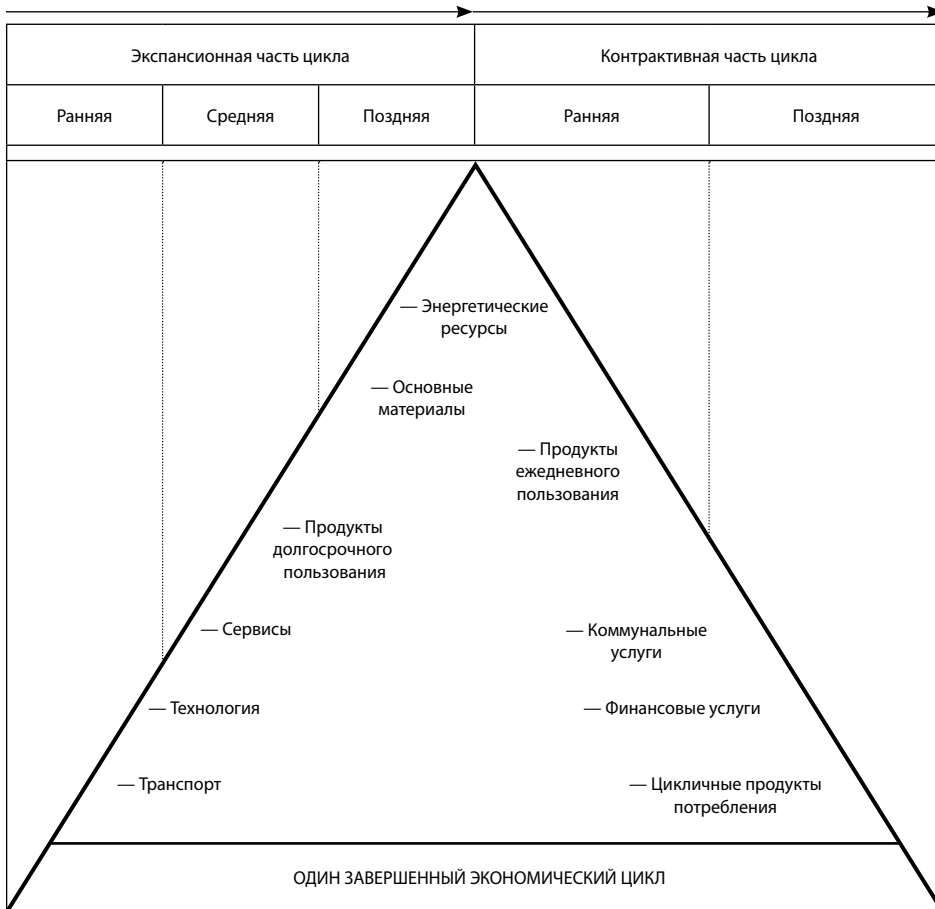 Экспансионная часть цикла
Контрактивная часть цикла
Ранняя
Средняя
Поздняя
Ранняя
Поздняя
— Энергетические
ресурсы
— Основные
материалы
— Продукты
ежедневного
пользования
— Продукты
долгосрочного
пользования
— Сервисы
— Коммунальные
услуги
— Технология
— Финансовые услуги
— Транспорт
— Цикличные продукты
потребления
ОДИН ЗАВЕРШЕННЫЙ ЭКОНОМИЧЕСКИЙ ЦИКЛ